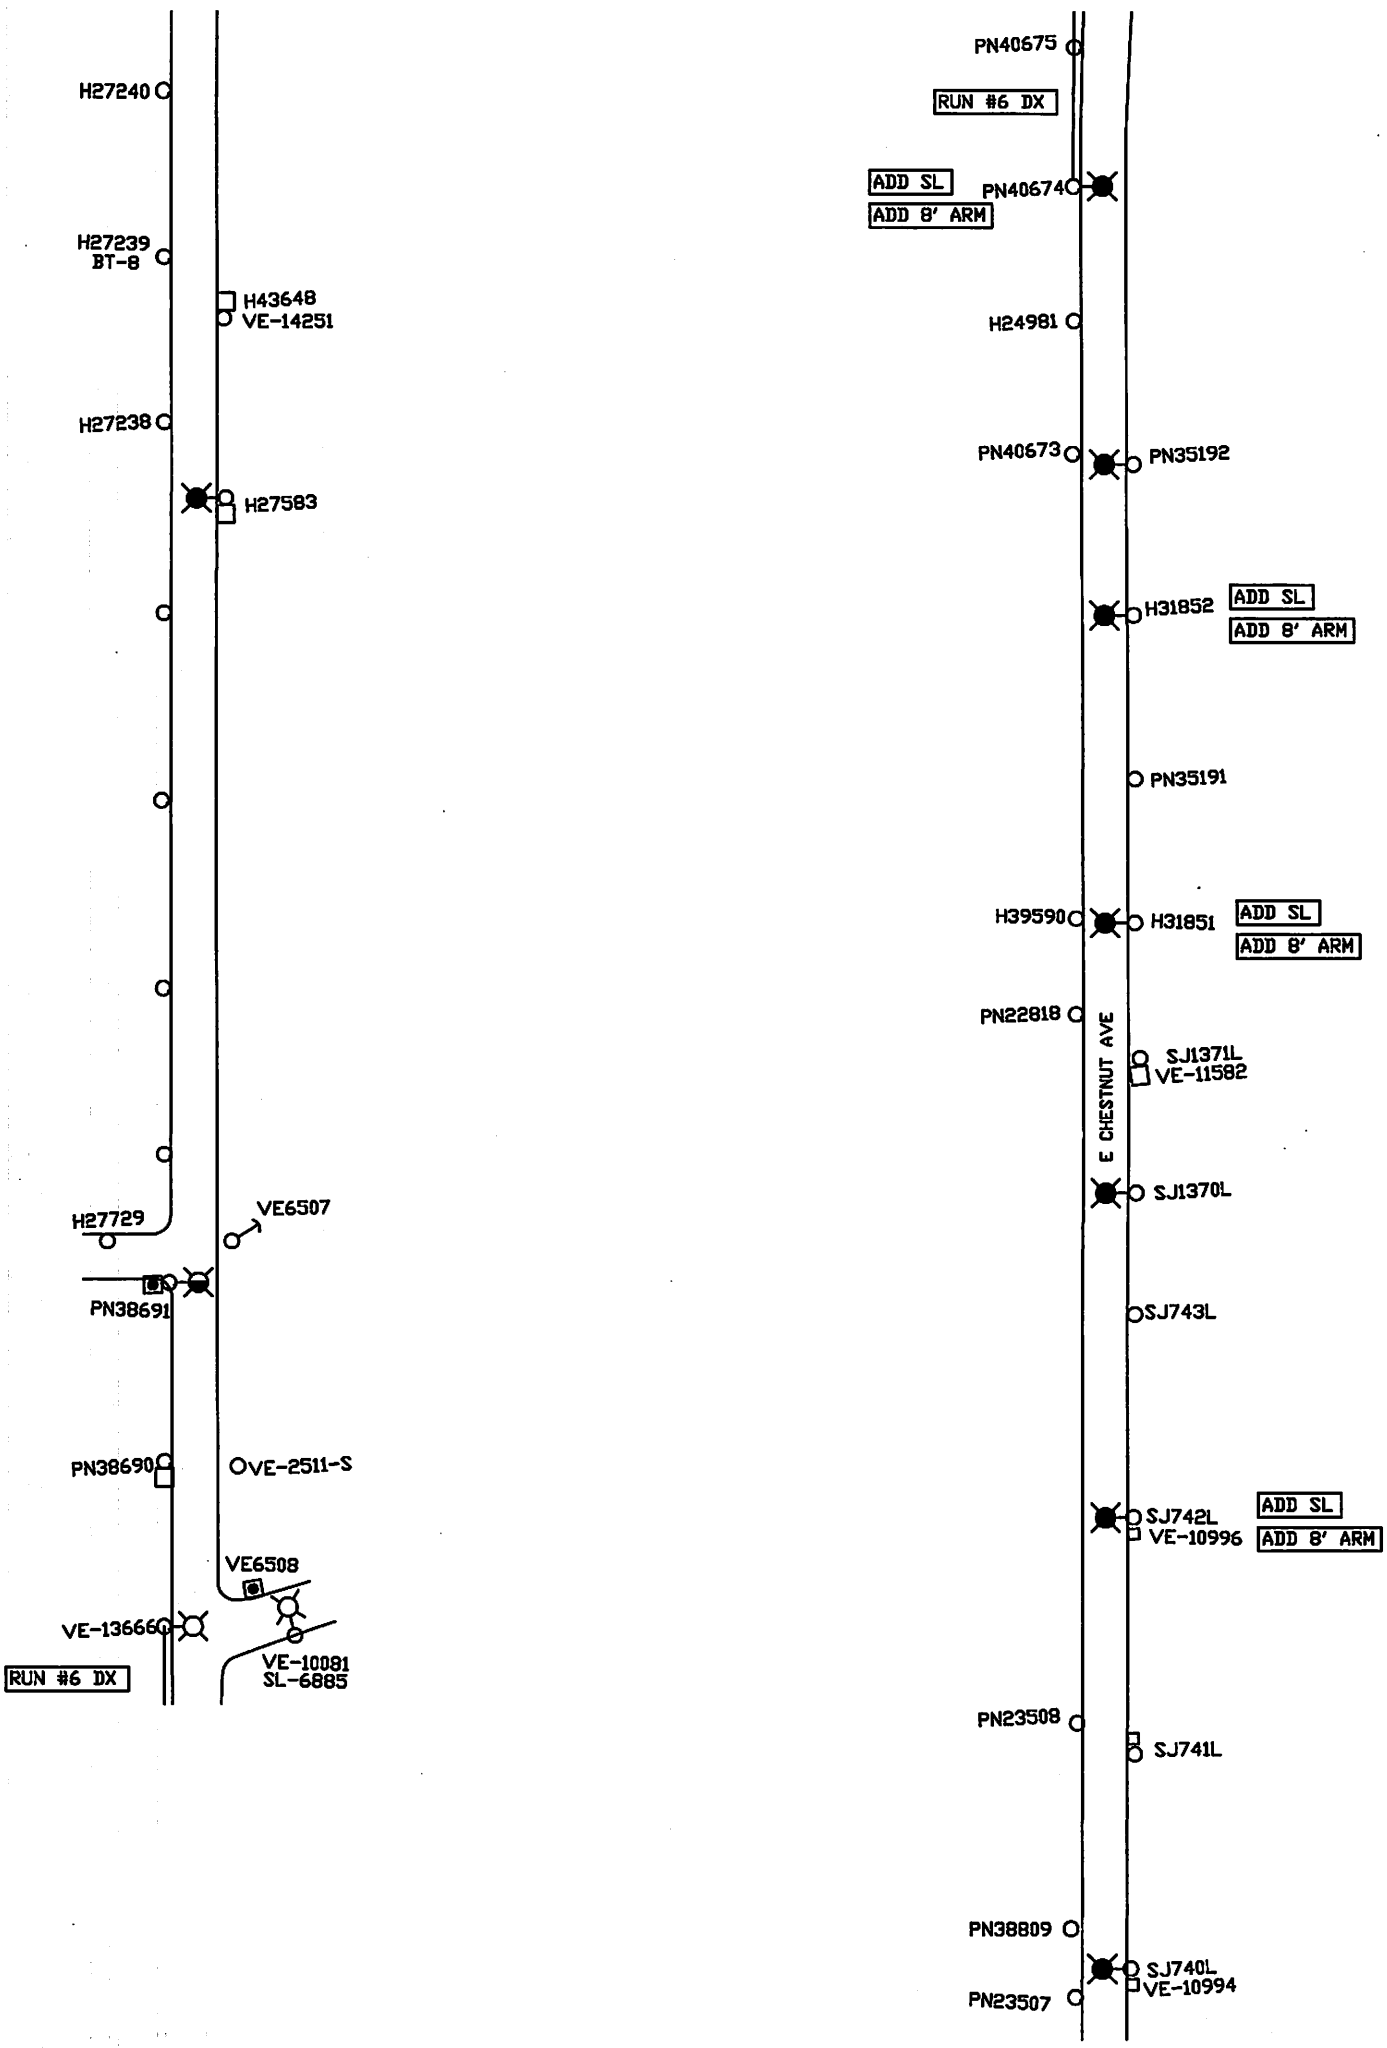 H27240
H27239
BT-8
H43648
VE-14251
H27238
H27583
H27729
VE6507
PN38691
PN38690
VE-2511-S
VE6508
VE-13666
VE-10081
SL-6885
RUN #6 DX
PN40675
RUN #6 DX
ADD SL
PN40674
ADD 8' ARM
H24981
PN40673
PN35192
H31852
ADD SL
ADD 8' ARM
PN35191
H39590
H31851
ADD SL
ADD 8' ARM
PN22818
E CHESTNUT AVE
SJ1371L
VE-11582
SJ1370L
SJ743L
SJ742L
ADD SL
VE-10996
ADD 8' ARM
PN23508
SJ741L
PN38809
SJ740L
VE-10994
PN23507